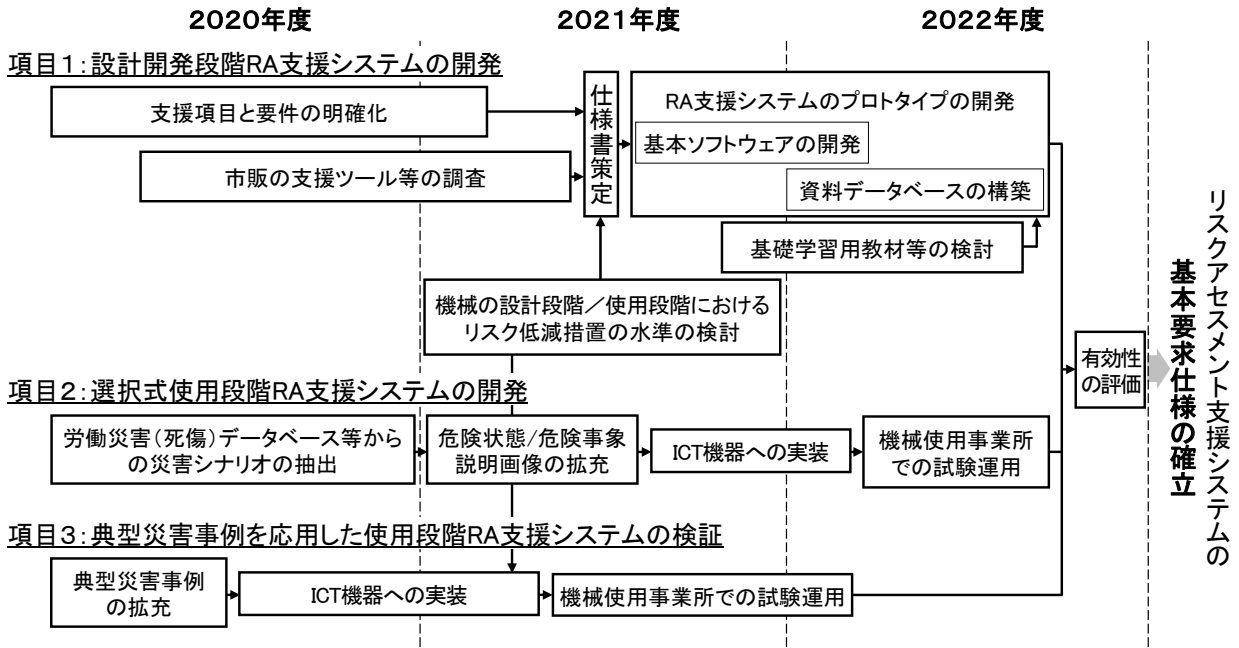 2020年度
2021年度
2022年度
項目1:設計開発段階RA支援システムの開発
支援項目と要件の明確化
市販の支援ツール等の調査
仕様書策定
RA支援システムのプロトタイプの開発
基本ソフトウェアの開発
資料データベースの構築
基礎学習用教材等の検討
機械の設計段階/使用段階における
リスク低減措置の水準の検討
項目2:選択式使用段階RA支援システムの開発
労働災害(死傷)データベース等から
の災害シナリオの抽出
危険状態/危険事象
説明画像の拡充
ICT機器への実装
機械使用事業所
での試験運用
項目3:典型災害事例を応用した使用段階RA支援システムの検証
典型災害事例
の拡充
ICT機器への実装
機械使用事業所での試験運用
有効性
の評価
リスクアセスメント支援システムの
基本要求仕様の確立